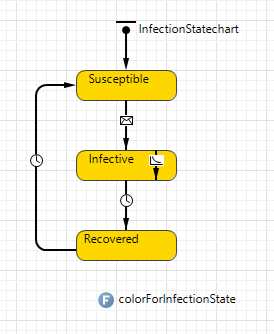 InfectionStatechart
Susceptible
Infective
Recovered
F colorForInfectionState